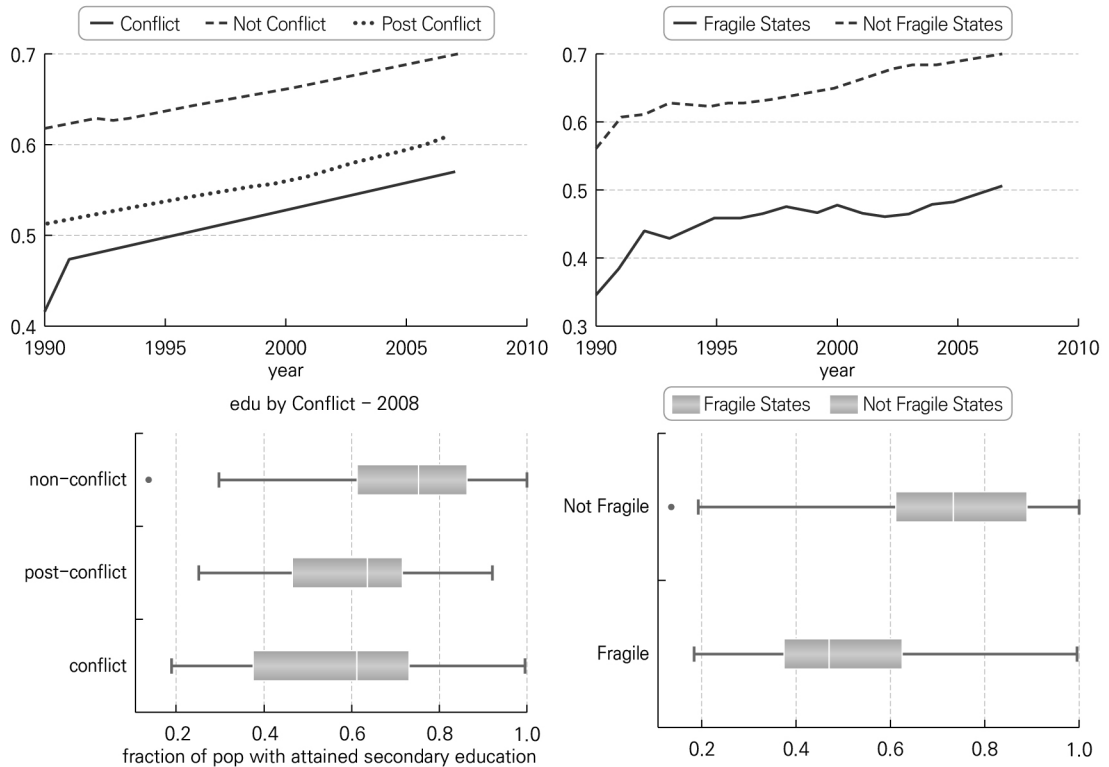 Conflict Not Conflict Post Conflict
0.7
0.6
0.5
0.4
1990 1995 2000 2005 2010
year
Fragile States Not Fragile States
0.7
0.6
0.5
0.4
0.3
1990 1995 2000 2005 2010
year
edu by Conflict – 2008
non–conflict
post–conflict
conflict
0.2 0.4 0.6 0.8 1.0
fraction of pop with attained secondary education
Fragile States Not Fragile States
Not Fragile
Fragile
0.2 0.4 0.6 0.8 1.0